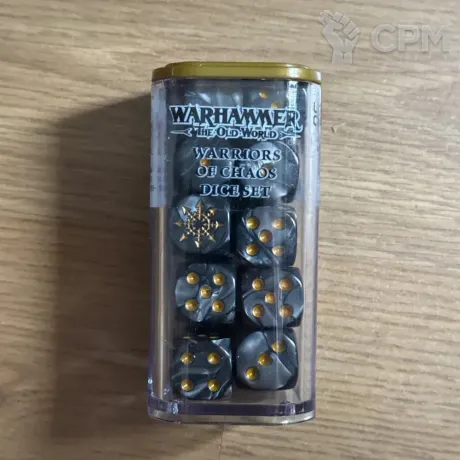 CPM
WARHAMMER
THE OLD WORLD
WARRIORS
OF CHAOS
DICE SET